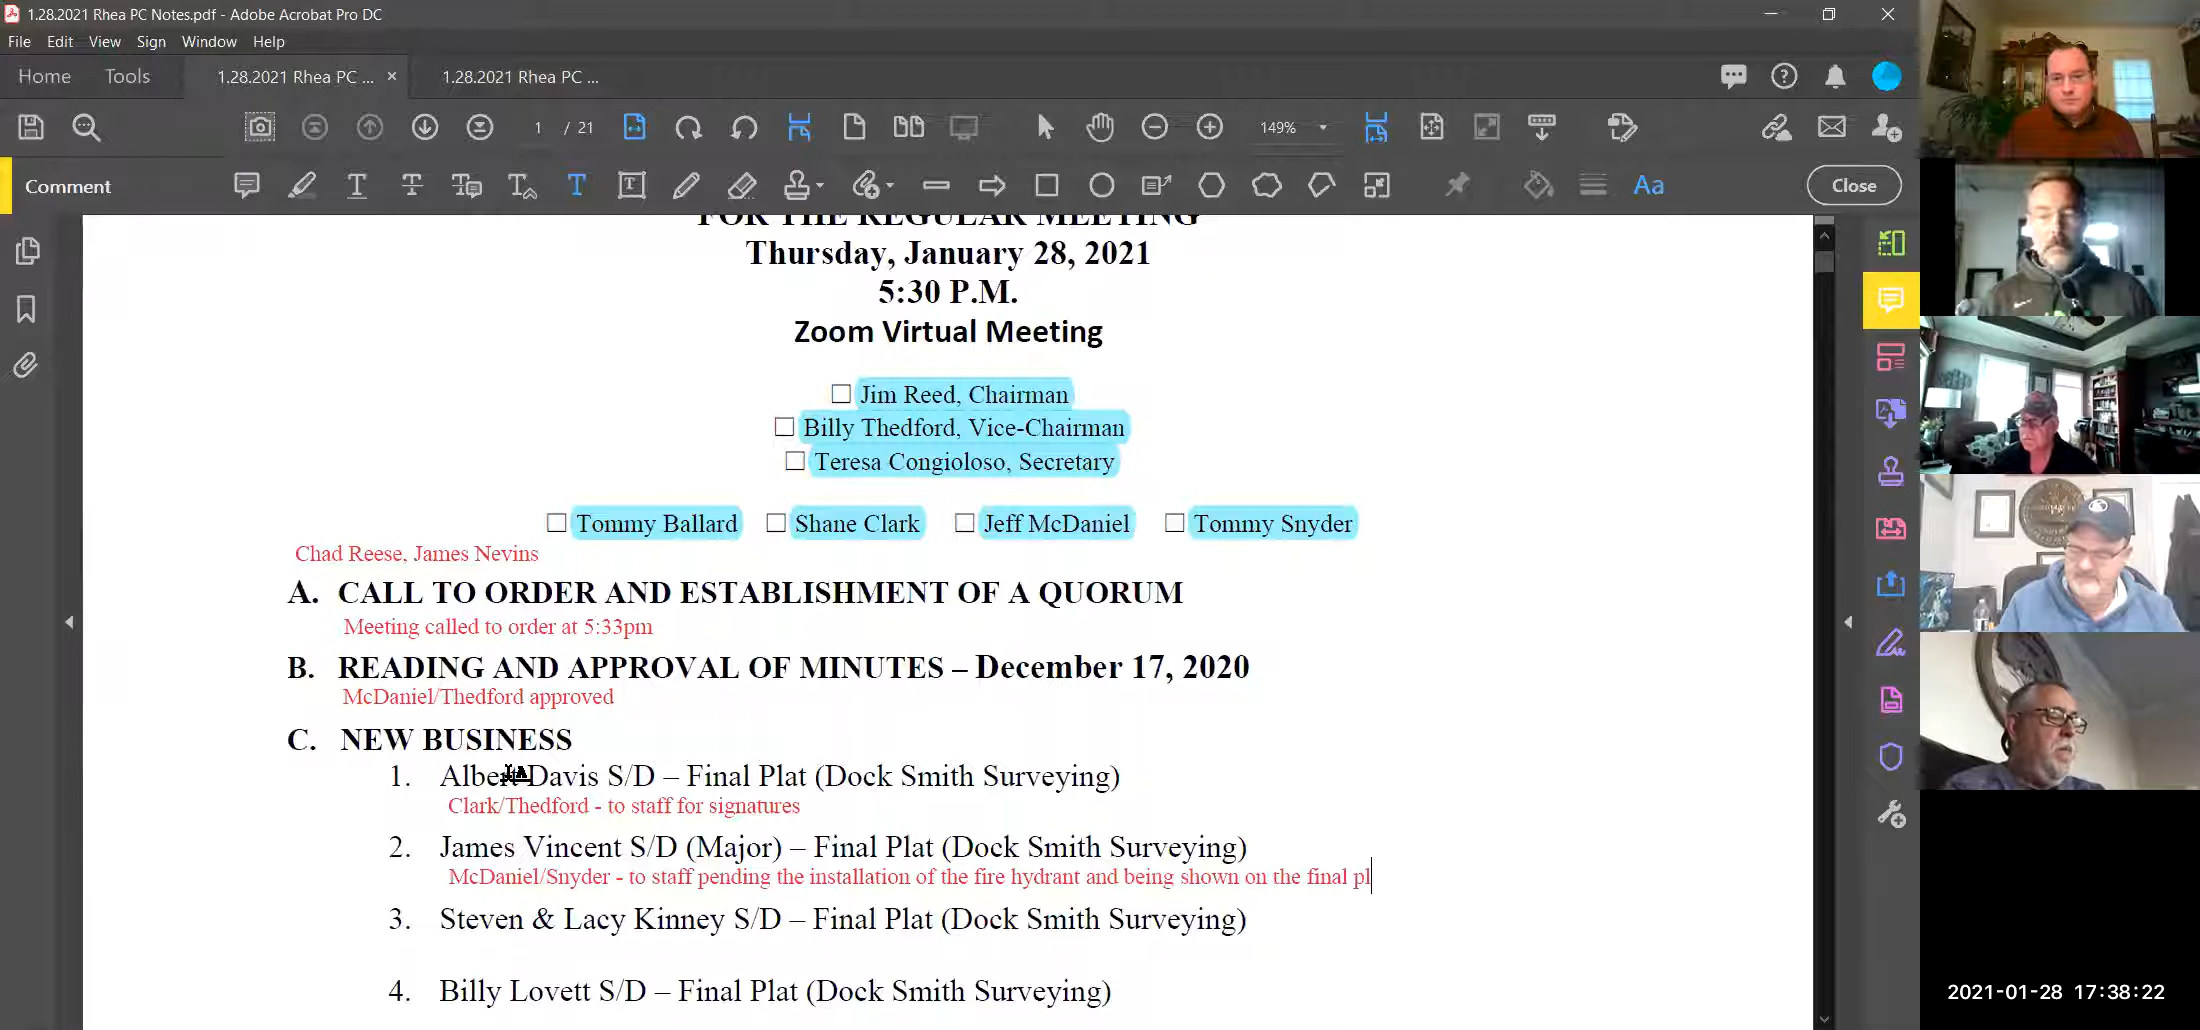 1.28.2021 Rhea PC Notes.pdf - Adobe Acrobat Pro DC
File Edit View Sign Window Help
Home Tools 1.28.2021 Rhea PC ... × 1.28.2021 Rhea PC ...
1 / 21 149%
Comment Aa Close
FOR THE REGULAR MEETING
Thursday, January 28, 2021
5:30 P.M.
Zoom Virtual Meeting
☐ Jim Reed, Chairman
☐ Billy Thedford, Vice-Chairman
☐ Teresa Congioloso, Secretary
☐ Tommy Ballard ☐ Shane Clark ☐ Jeff McDaniel ☐ Tommy Snyder
Chad Reese, James Nevins
A. CALL TO ORDER AND ESTABLISHMENT OF A QUORUM
Meeting called to order at 5:33pm
B. READING AND APPROVAL OF MINUTES – December 17, 2020
McDaniel/Thedford approved
C. NEW BUSINESS
1. Albert Davis S/D – Final Plat (Dock Smith Surveying)
Clark/Thedford - to staff for signatures
2. James Vincent S/D (Major) – Final Plat (Dock Smith Surveying)
McDaniel/Snyder - to staff pending the installation of the fire hydrant and being shown on the final pl
3. Steven & Lacy Kinney S/D – Final Plat (Dock Smith Surveying)
4. Billy Lovett S/D – Final Plat (Dock Smith Surveying)
2021-01-28 17:38:22